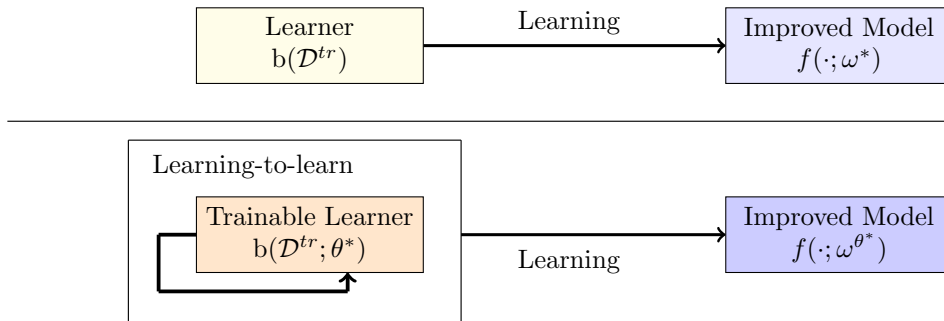 Learner
b(𝒟^{tr})
Learning
Improved Model
f(·; ω*)
Learning-to-learn
Trainable Learner
b(𝒟^{tr}; θ*)
Learning
Improved Model
f(·; ω^{θ*})